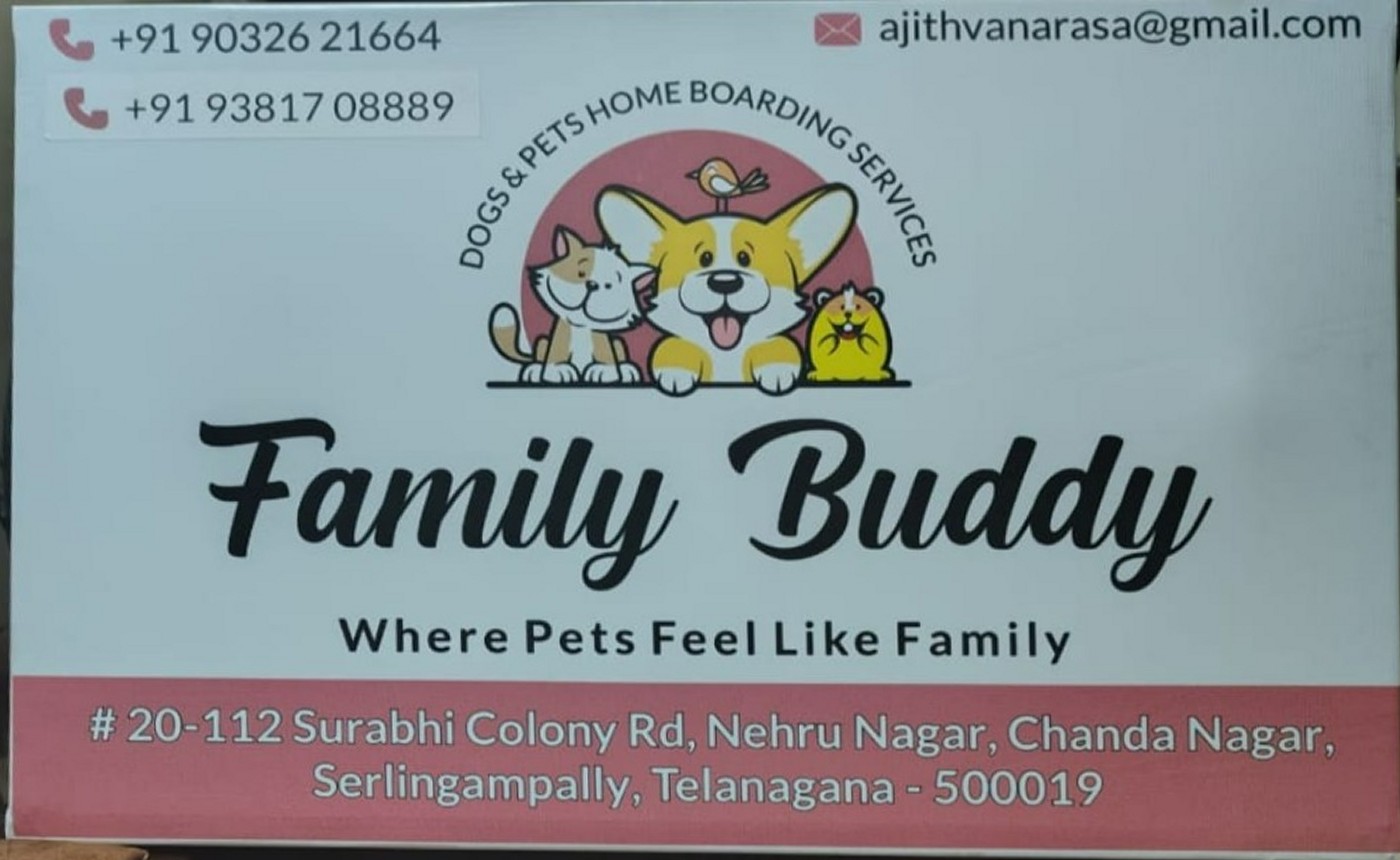 +91 90326 21664
ajithvanarasa@gmail.com
+91 93817 08889
DOGS & PETS HOME BOARDING SERVICES
Family Buddy
Where Pets Feel Like Family
# 20-112 Surabhi Colony Rd, Nehru Nagar, Chanda Nagar,
Serlingampally, Telanagana - 500019